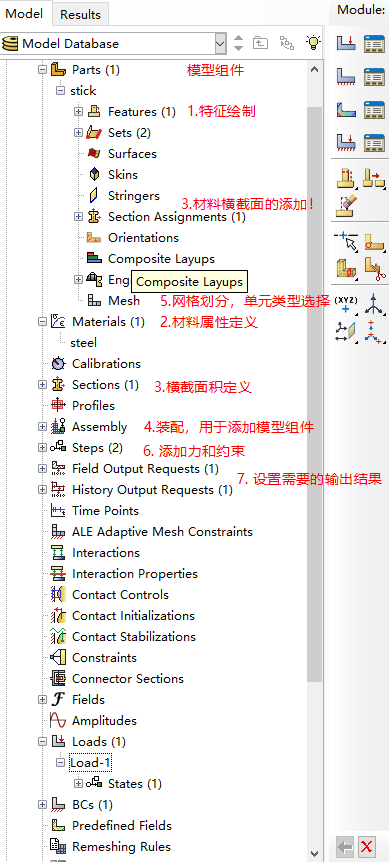 Model Results Module:
Model Database
Parts (1) 模型组件
stick
Features (1) 1.特征绘制
Sets (2)
Surfaces
Skins
Stringers
3.材料横截面的添加！
Section Assignments (1)
Orientations
Composite Layups
Eng Composite Layups
Mesh 5.网格划分，单元类型选择
Materials (1) 2.材料属性定义
steel
Calibrations
Sections (1) 3.横截面积定义
Profiles
Assembly 4.装配，用于添加模型组件
Steps (2) 6. 添加力和约束
Field Output Requests (1)
7. 设置需要的输出结果
History Output Requests (1)
Time Points
ALE Adaptive Mesh Constraints
Interactions
Interaction Properties
Contact Controls
Contact Initializations
Contact Stabilizations
Constraints
Connector Sections
Fields
Amplitudes
Loads (1)
Load-1
States (1)
BCs (1)
Predefined Fields
Remeshing Rules
(XYZ)